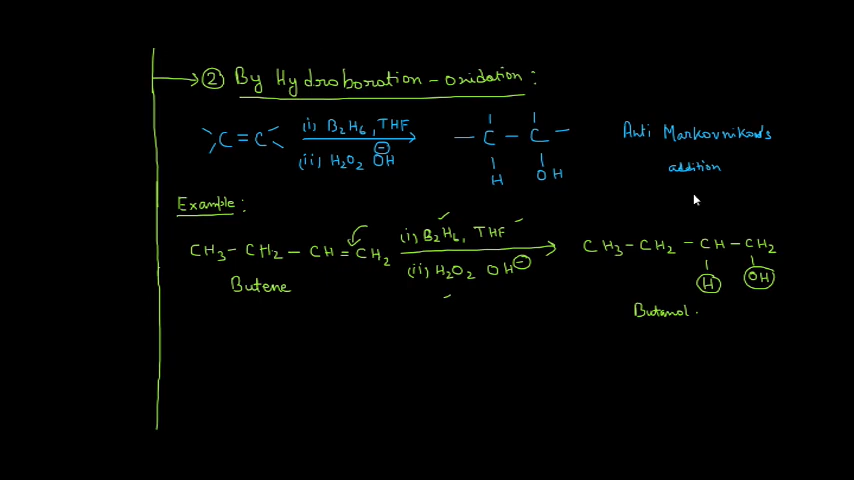 ② By Hydroboration-oxidation:
(i) B2H6, THF
C=C C - C Anti Markovnikov's
(ii) H2O2 OH⊖
H OH addition
Example:
(i) B2H6, THF
CH3- CH2 - CH = CH2 CH3-CH2 - CH - CH2
(ii) H2O2 OH⊖
H OH
Butene Butanol.